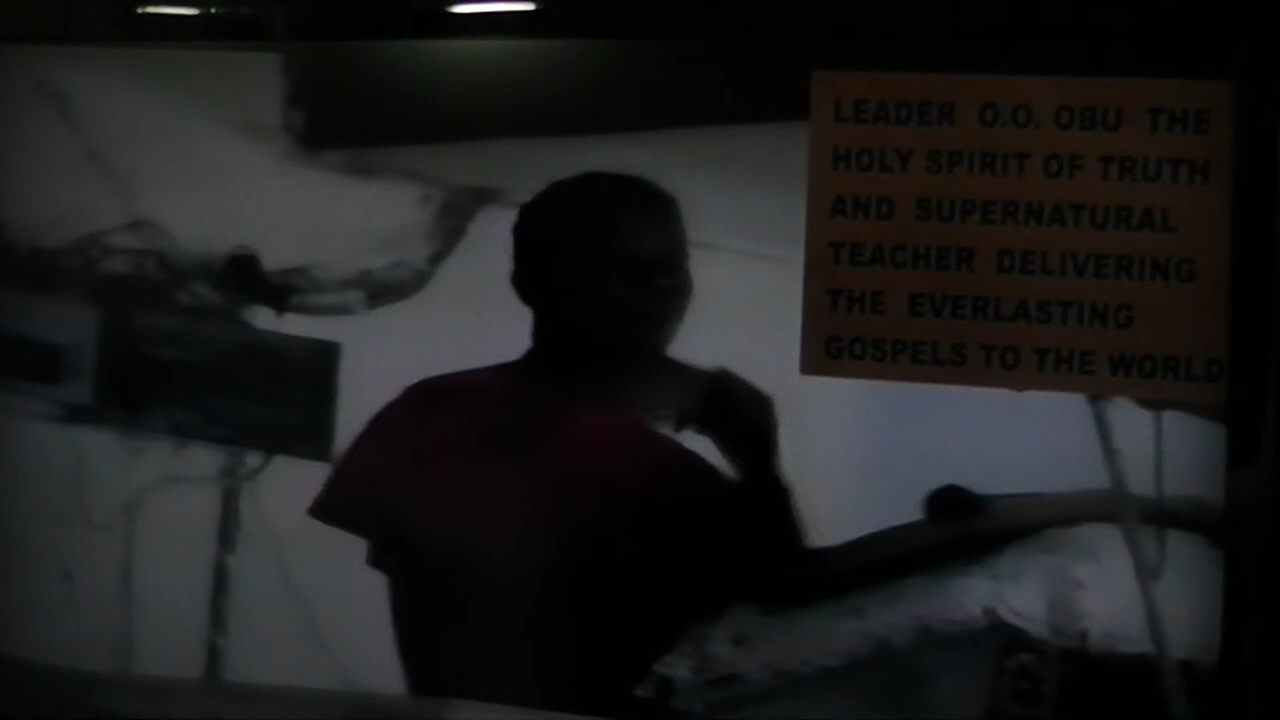 LEADER O.O. OBU THE
HOLY SPIRIT OF TRUTH
AND SUPERNATURAL
TEACHER DELIVERING
THE EVERLASTING
GOSPELS TO THE WORLD